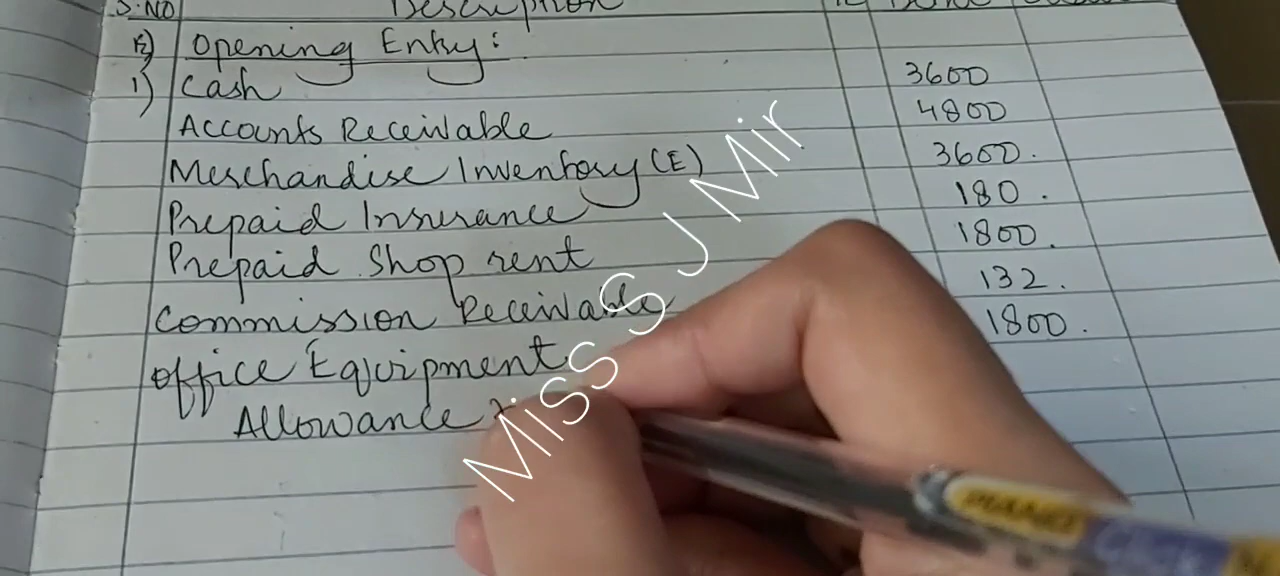 S.NO Description
E) Opening Entry:
1) Cash 3600
Accounts Receivable 4800
Merchandise Inventory (E) 3600.
Prepaid Insurance 180.
Prepaid Shop rent 1800.
Commission Receivable 132.
Office Equipment 1800.
Allowance
Miss S J Mir